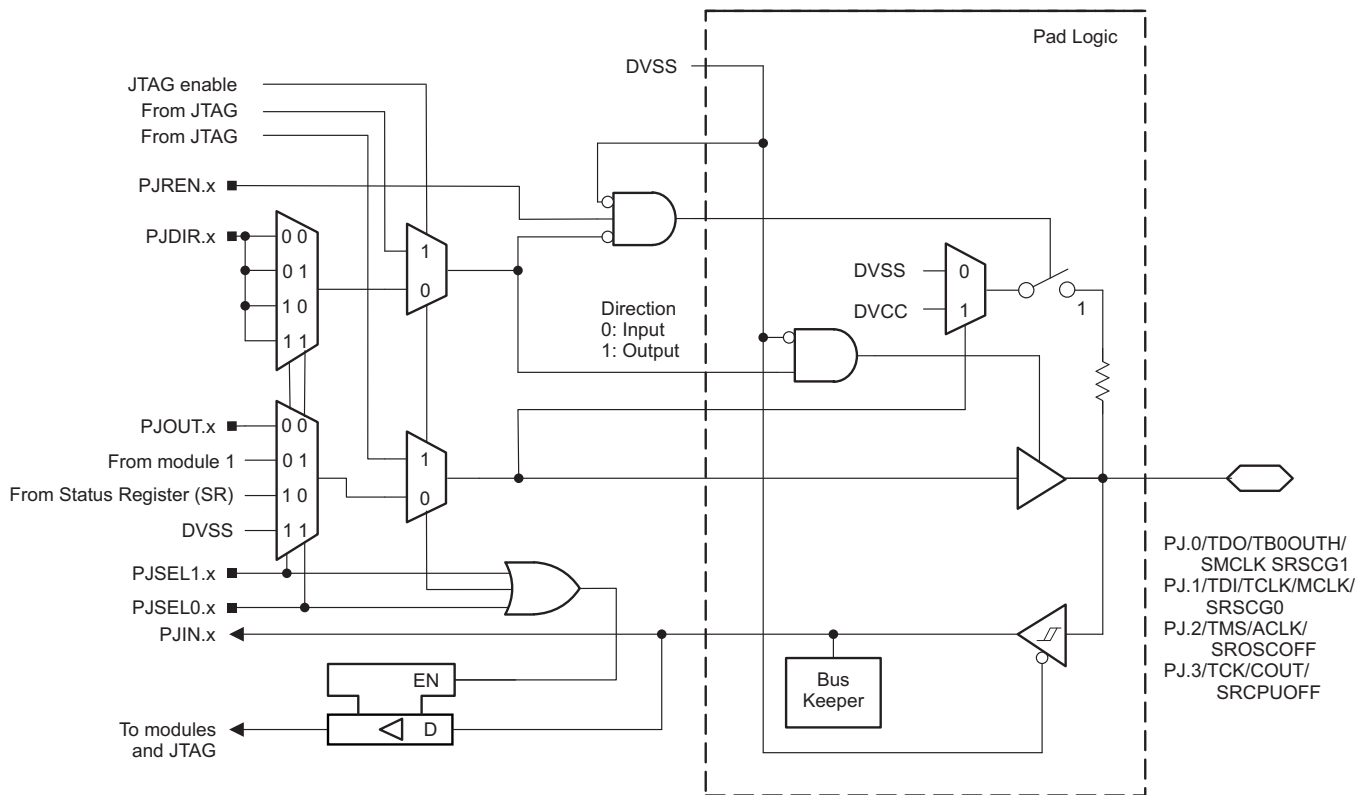 Pad Logic
DVSS
JTAG enable
From JTAG
From JTAG
PJREN.x
PJDIR.x
0 0
0 1
1 0
1 1
1
0
Direction
0: Input
1: Output
DVSS
DVCC
0
1
1
PJOUT.x
From module 1
From Status Register (SR)
DVSS
0 0
0 1
1 0
1 1
1
0
PJSEL1.x
PJSEL0.x
PJIN.x
EN
D
To modules
and JTAG
Bus
Keeper
PJ.0/TDO/TB0OUTH/
SMCLK SRSCG1
PJ.1/TDI/TCLK/MCLK/
SRSCG0
PJ.2/TMS/ACLK/
SROSCOFF
PJ.3/TCK/COUT/
SRCPUOFF